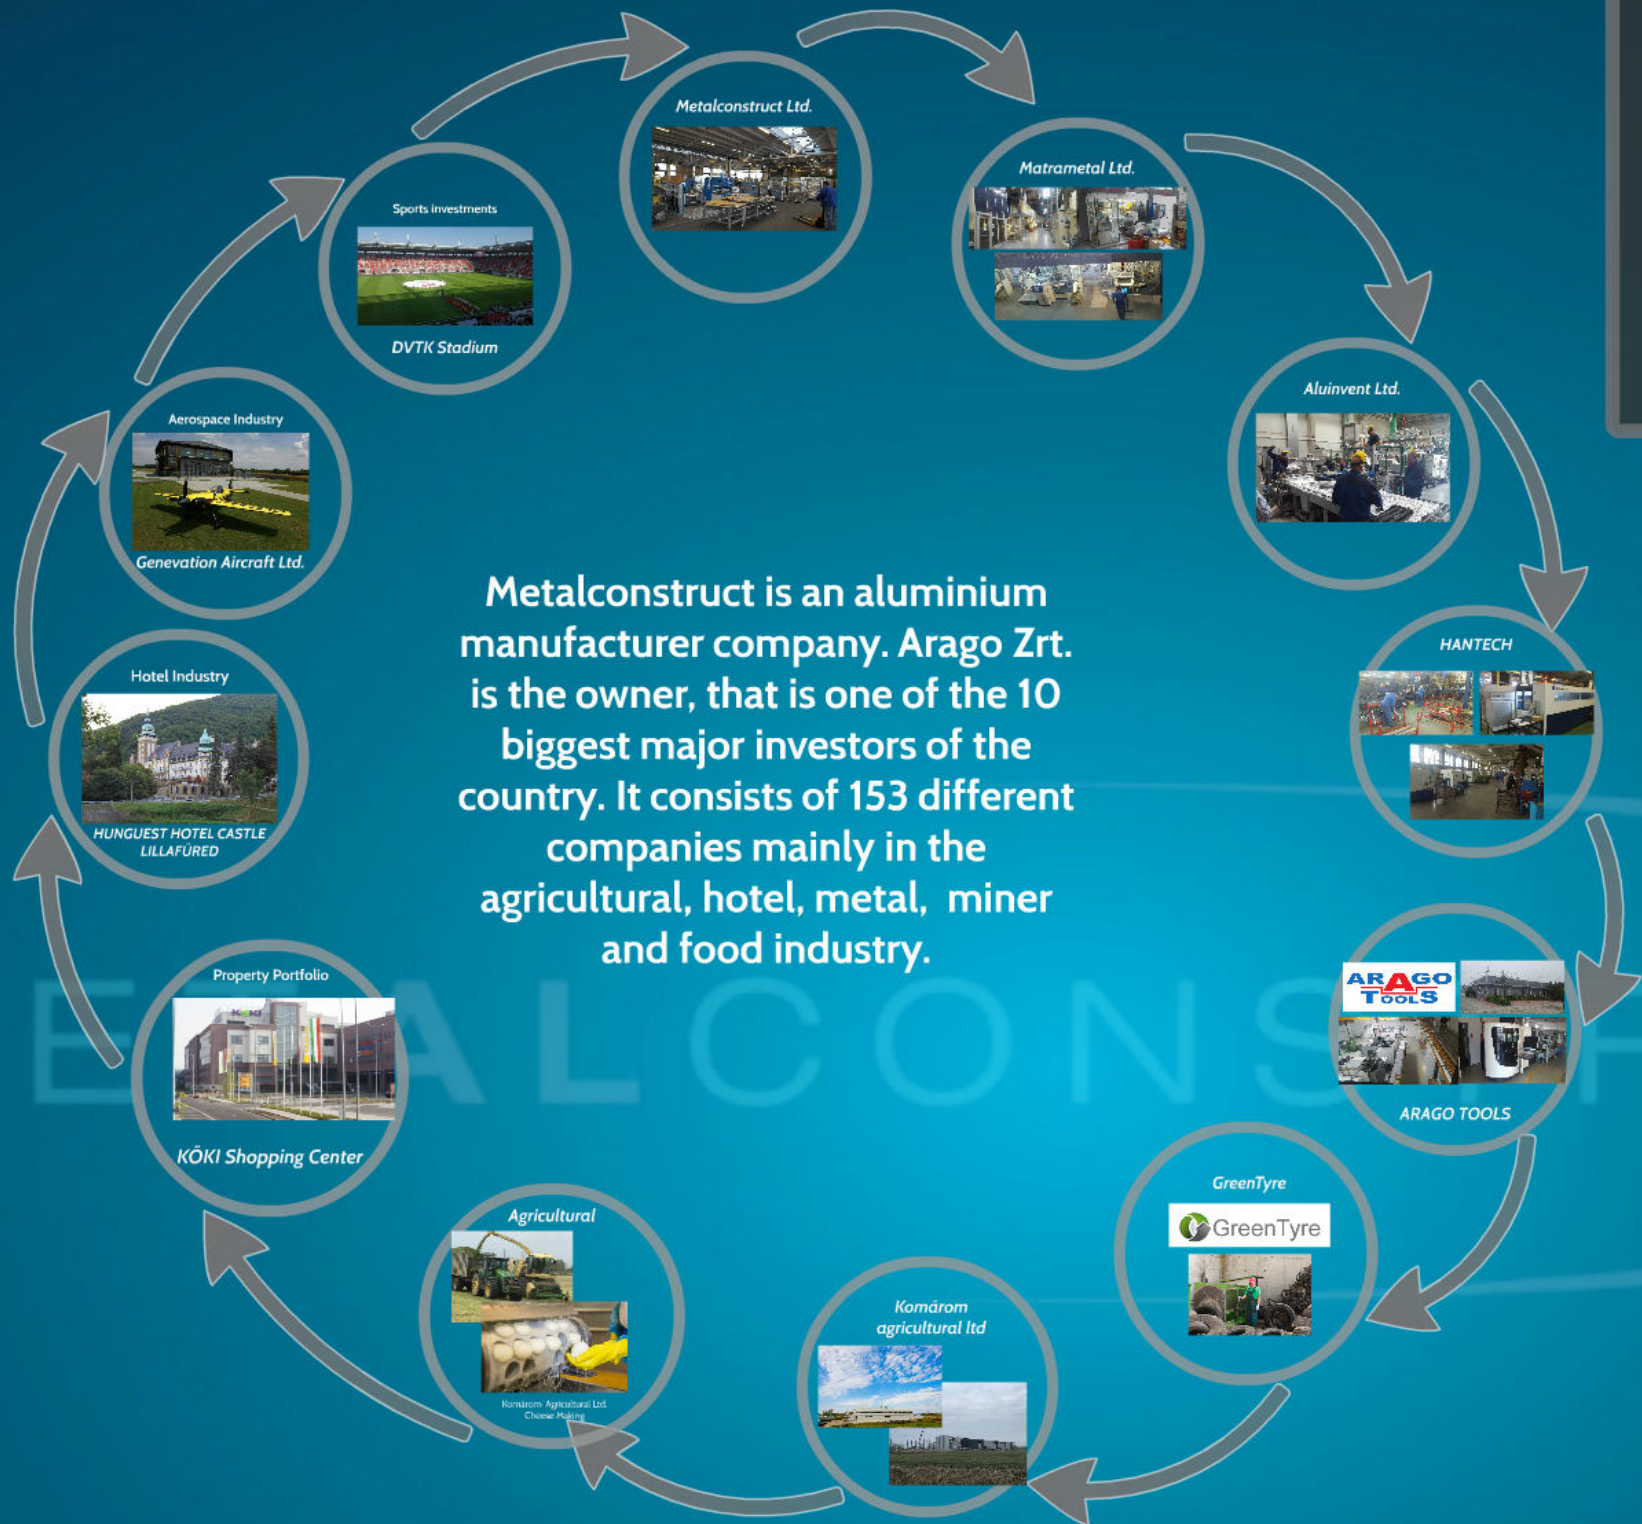 Metalconstruct Ltd.
Matrametal Ltd.
Aluinvent Ltd.
HANTECH
ARAGO
TOOLS
ARAGO TOOLS
GreenTyre
GreenTyre
Komárom
agricultural ltd
Agricultural
Komárom Agricultural Ltd.
Cheese Making
Property Portfolio
KÖKI
KÖKI Shopping Center
Hotel Industry
HUNGUEST HOTEL CASTLE
LILLAFÜRED
Aerospace Industry
Genevation Aircraft Ltd.
Sports investments
DVTK Stadium
Metalconstruct is an aluminium
manufacturer company. Arago Zrt.
is the owner, that is one of the 10
biggest major investors of the
country. It consists of 153 different
companies mainly in the
agricultural, hotel, metal, miner
and food industry.
ETALCONST